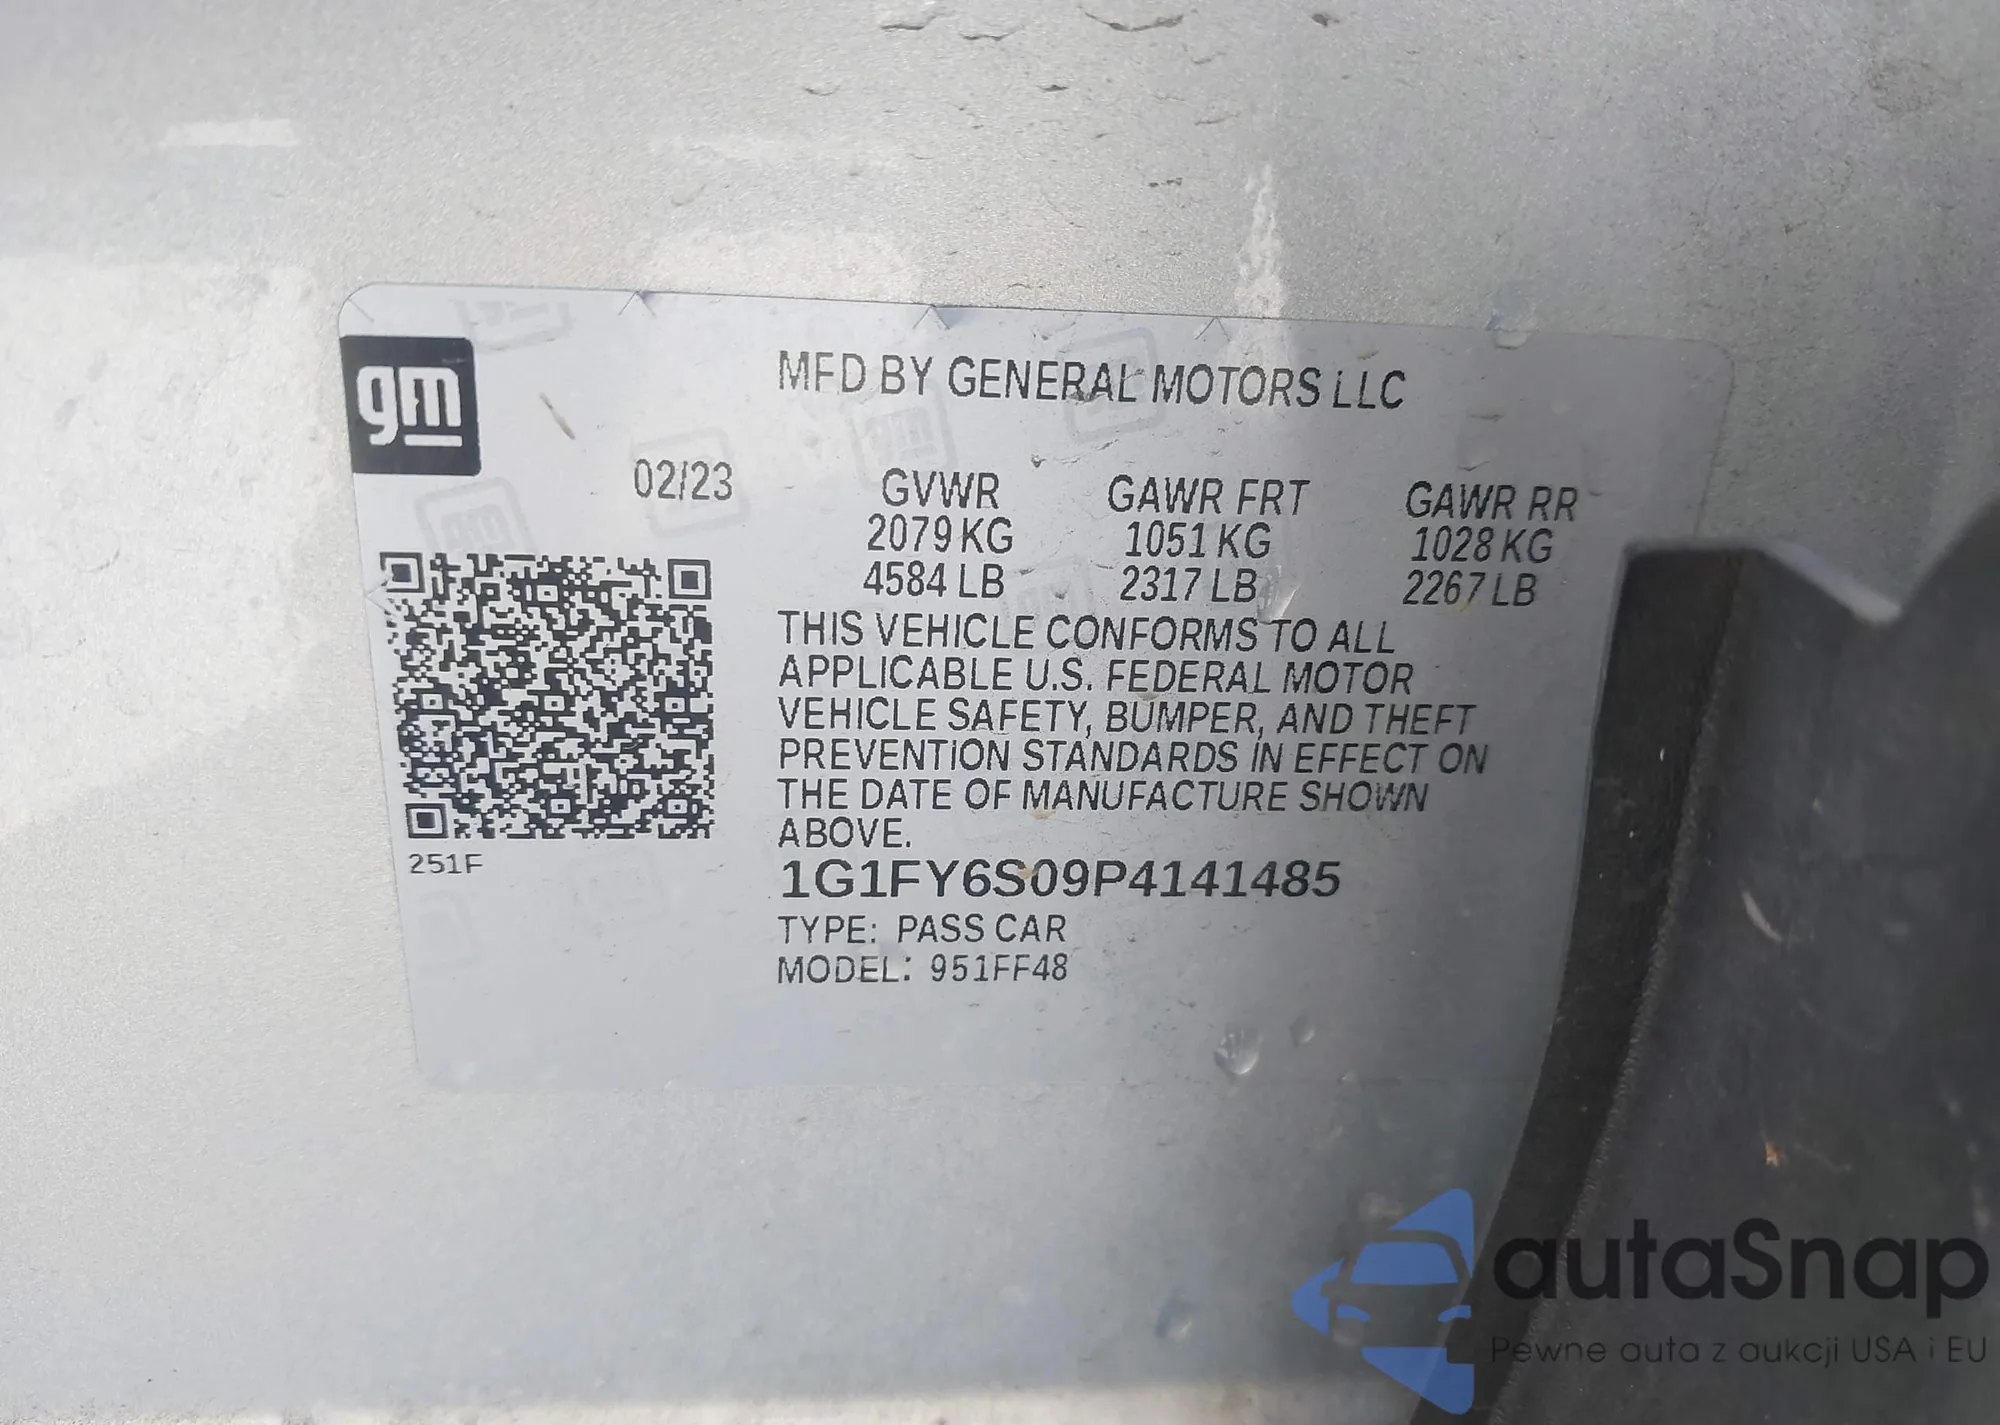 gm
MFD BY GENERAL MOTORS LLC
02/23
GVWR GAWR FRT GAWR RR
2079 KG 1051 KG 1028 KG
4584 LB 2317 LB 2267 LB
THIS VEHICLE CONFORMS TO ALL
APPLICABLE U.S. FEDERAL MOTOR
VEHICLE SAFETY, BUMPER, AND THEFT
PREVENTION STANDARDS IN EFFECT ON
THE DATE OF MANUFACTURE SHOWN
ABOVE.
251F
1G1FY6S09P4141485
TYPE: PASS CAR
MODEL: 951FF48
autaSnap
Pewne auta z aukcji USA i EU